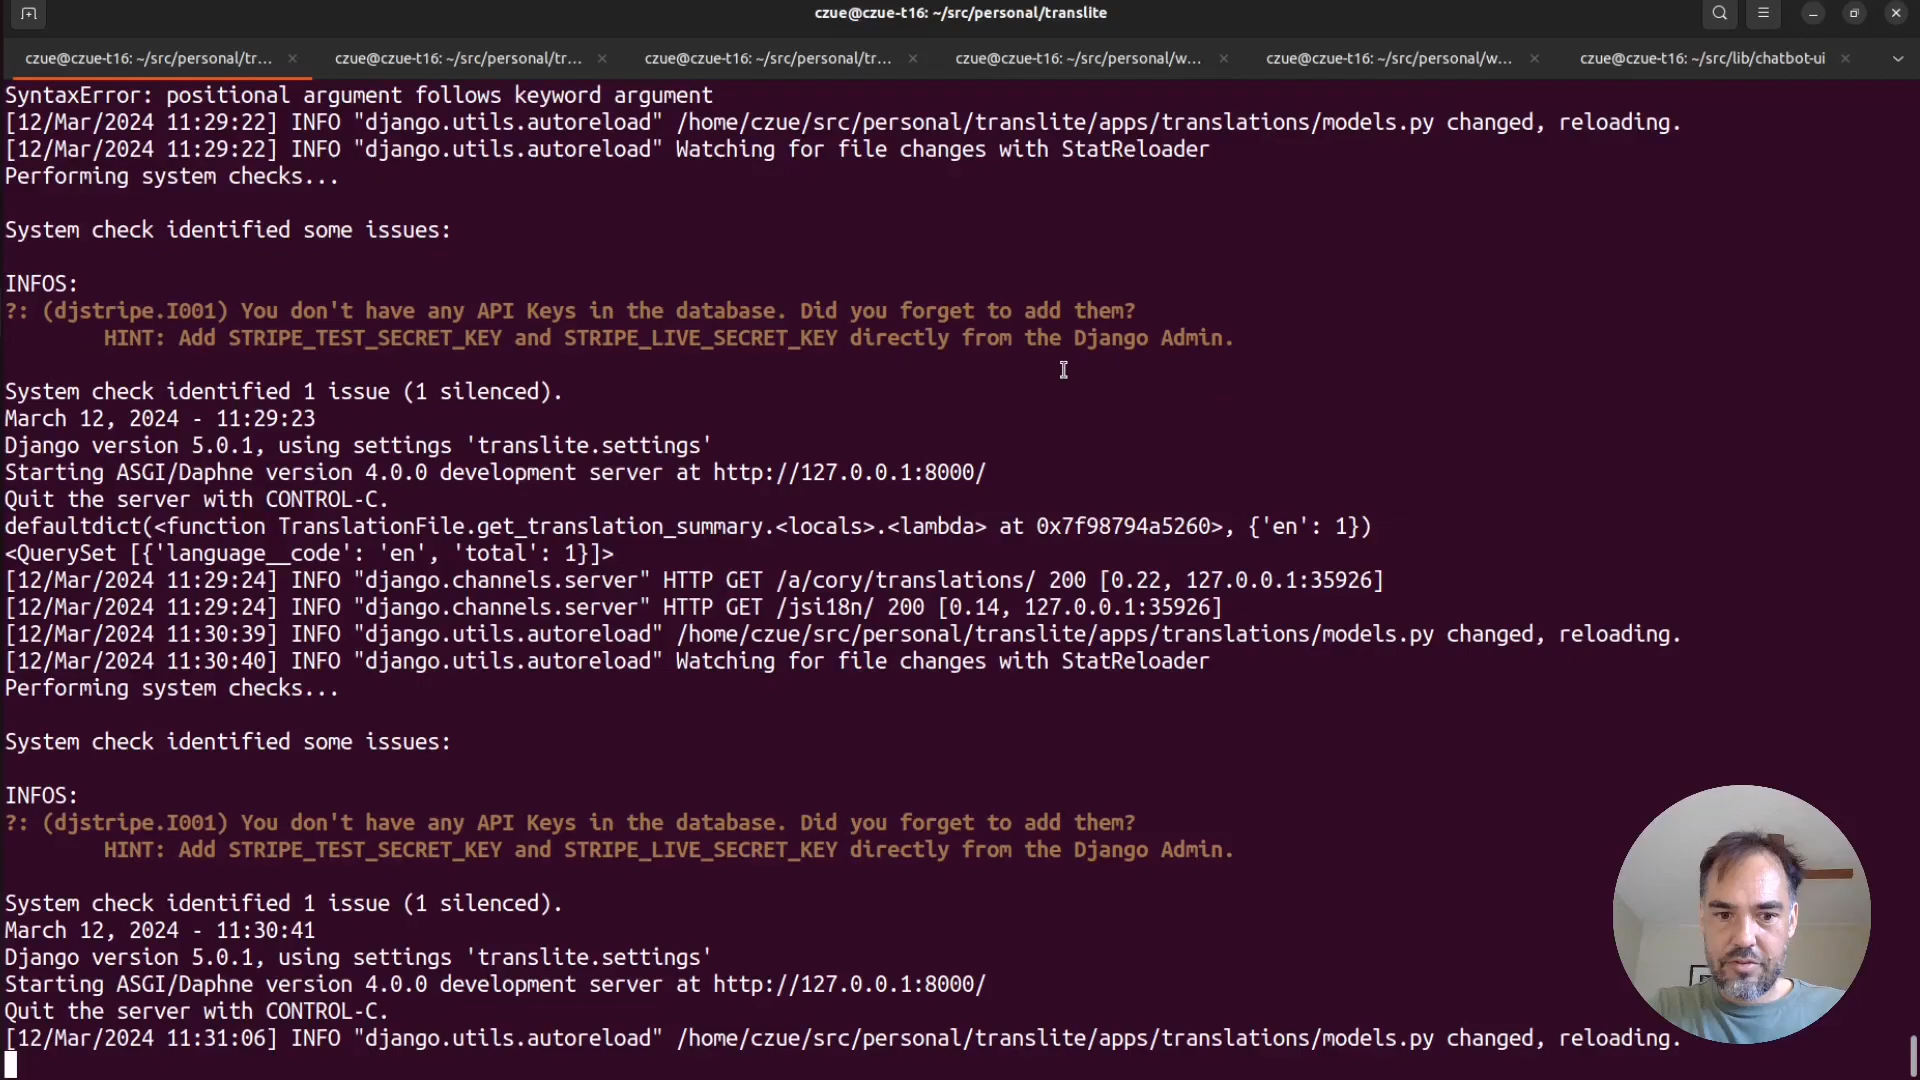 czue@czue-t16: ~/src/personal/translite
czue@czue-t16: ~/src/personal/tr...
czue@czue-t16: ~/src/personal/tr...
czue@czue-t16: ~/src/personal/tr...
czue@czue-t16: ~/src/personal/w...
czue@czue-t16: ~/src/personal/w...
czue@czue-t16: ~/src/lib/chatbot-ui
SyntaxError: positional argument follows keyword argument
[12/Mar/2024 11:29:22] INFO "django.utils.autoreload" /home/czue/src/personal/translite/apps/translations/models.py changed, reloading.
[12/Mar/2024 11:29:22] INFO "django.utils.autoreload" Watching for file changes with StatReloader
Performing system checks...
System check identified some issues:
INFOS:
?: (djstripe.I001) You don't have any API Keys in the database. Did you forget to add them?
HINT: Add STRIPE_TEST_SECRET_KEY and STRIPE_LIVE_SECRET_KEY directly from the Django Admin.
System check identified 1 issue (1 silenced).
March 12, 2024 - 11:29:23
Django version 5.0.1, using settings 'translite.settings'
Starting ASGI/Daphne version 4.0.0 development server at http://127.0.0.1:8000/
Quit the server with CONTROL-C.
defaultdict(<function TranslationFile.get_translation_summary.<locals>.<lambda> at 0x7f98794a5260>, {'en': 1})
<QuerySet [{'language__code': 'en', 'total': 1}]>
[12/Mar/2024 11:29:24] INFO "django.channels.server" HTTP GET /a/cory/translations/ 200 [0.22, 127.0.0.1:35926]
[12/Mar/2024 11:29:24] INFO "django.channels.server" HTTP GET /jsi18n/ 200 [0.14, 127.0.0.1:35926]
[12/Mar/2024 11:30:39] INFO "django.utils.autoreload" /home/czue/src/personal/translite/apps/translations/models.py changed, reloading.
[12/Mar/2024 11:30:40] INFO "django.utils.autoreload" Watching for file changes with StatReloader
Performing system checks...
System check identified some issues:
INFOS:
?: (djstripe.I001) You don't have any API Keys in the database. Did you forget to add them?
HINT: Add STRIPE_TEST_SECRET_KEY and STRIPE_LIVE_SECRET_KEY directly from the Django Admin.
System check identified 1 issue (1 silenced).
March 12, 2024 - 11:30:41
Django version 5.0.1, using settings 'translite.settings'
Starting ASGI/Daphne version 4.0.0 development server at http://127.0.0.1:8000/
Quit the server with CONTROL-C.
[12/Mar/2024 11:31:06] INFO "django.utils.autoreload" /home/czue/src/personal/translite/apps/translations/models.py changed, reloading.